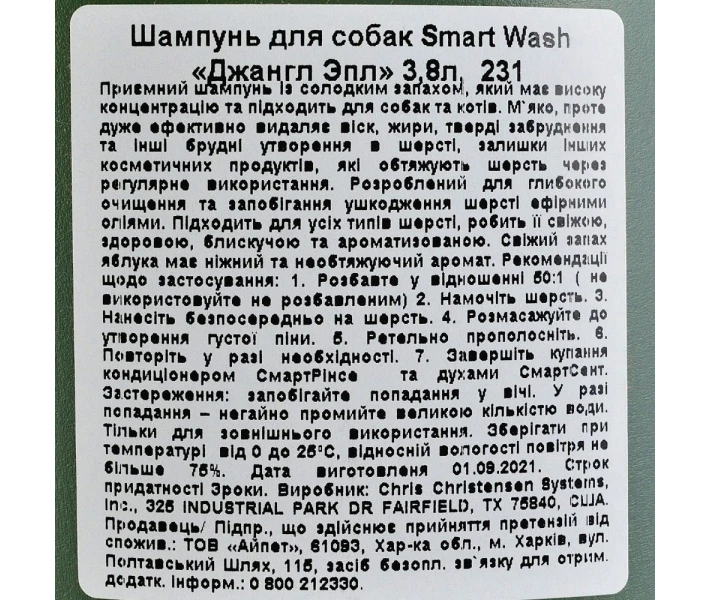 Шампунь для собак Smart Wash
«Джангл Эпл» 3,8л, 231
Приємний шампунь із солодким запахом, який має високу
концентрацію та підходить для собак та котів. М`яко, проте
дуже ефективно видаляє віск, жири, тверді забруднення
та інші брудні утворення в шерсті, залишки інших
косметичних продуктів, які обтяжують шерсть через
регулярне використання. Розроблений для глибокого
очищення та запобігання ушкодження шерсті ефірними
оліями. Підходить для усіх типів шерсті, робить її свіжою,
здоровою, блискучою та ароматизованою. Свіжий запах
яблука має ніжний та необтяжуючий аромат. Рекомендації
щодо застосування: 1. Розбавте у відношенні 50:1 ( не
використовуйте не розбавленим) 2. Намочіть шерсть. 3.
Нанесіть безпосередньо на шерсть. 4. Розмасажуйте до
утворення густої піни. 5. Ретельно прополосніть. 6.
Повторіть у разі необхідності. 7. Завершіть купання
кондиціонером СмартРінсе та духами СмартСент.
Застереження: запобігайте попадання у вічі. У разі
попадання – негайно промийте великою кількістю води.
Тільки для зовнішнього використання. Зберігати при
температурі від 0 до 25°C, відносній вологості повітря не
більше 75%. Дата виготовленя 01.09.2021. Строк
придатності 3роки. Виробник: Chris Christensen Systems,
Inc., 325 INDUSTRIAL PARK DR FAIRFIELD, TX 75840, США.
Продавець/ Підпр., що здійснює прийняття претензій від
спожив.: ТОВ «Айпет», 61093, Хар-ка обл., м. Харків, вул.
Полтавський Шлях, 115, засіб безопл. зв`язку для отрим.
додатк. Інформ.: 0 800 212330.